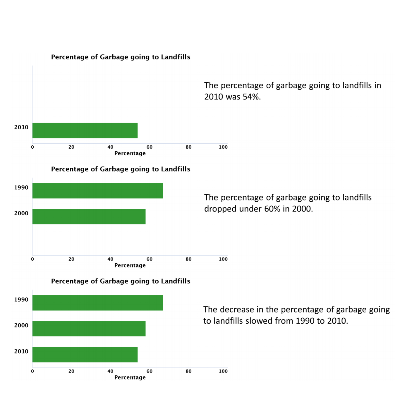 Percentage of Garbage going to Landfills
The percentage of garbage going to landfills in
2010 was 54%.
2010
0 20 40 60 80 100
Percentage
Percentage of Garbage going to Landfills
1990
The percentage of garbage going to landfills
dropped under 60% in 2000.
2000
0 20 40 60 80 100
Percentage
Percentage of Garbage going to Landfills
1990
The decrease in the percentage of garbage going
to landfills slowed from 1990 to 2010.
2000
2010
0 20 40 60 80 100
Percentage